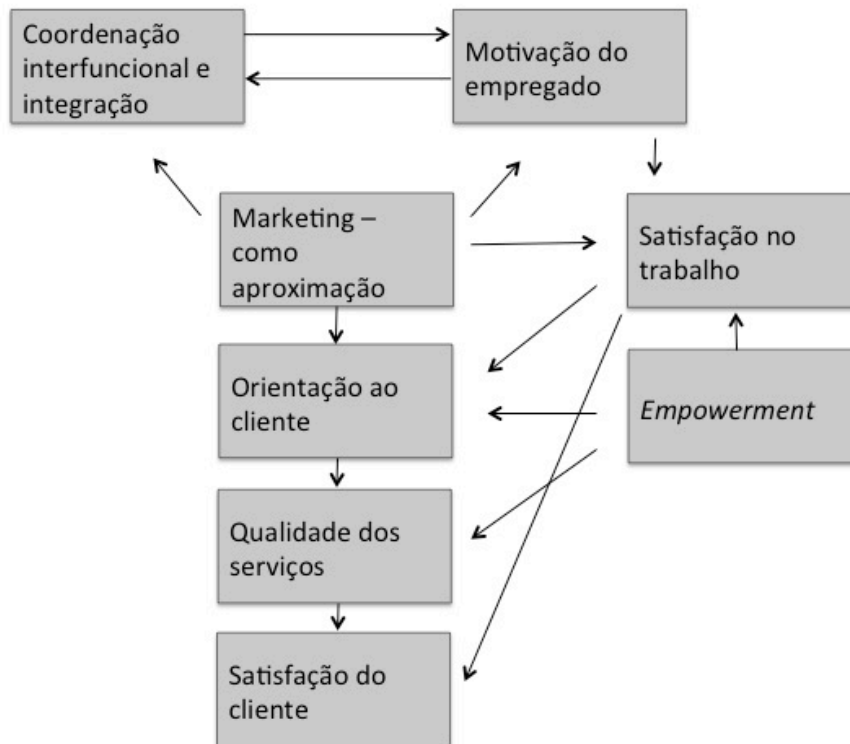 Coordenação
interfuncional e
integração
Motivação do
empregado
Marketing –
como
aproximação
Satisfação no
trabalho
Orientação ao
cliente
Empowerment
Qualidade dos
serviços
Satisfação do
cliente